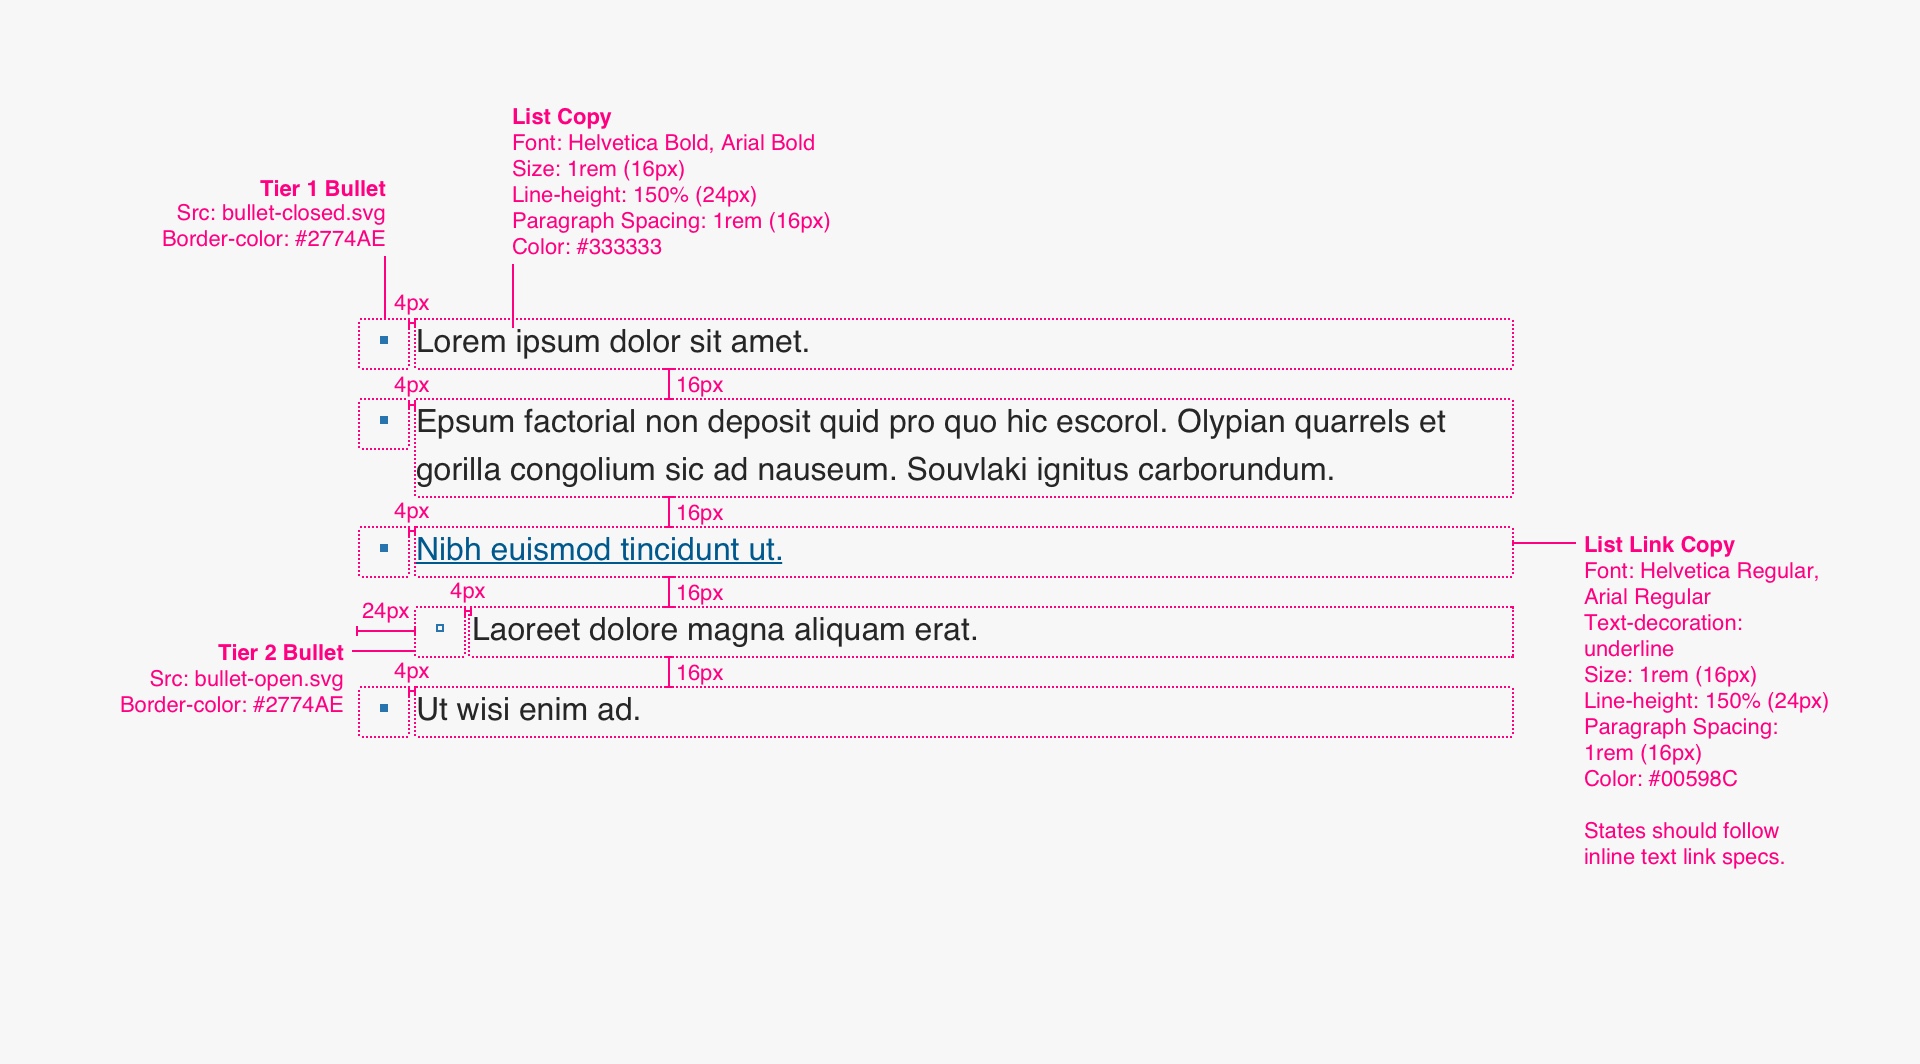 List Copy
Font: Helvetica Bold, Arial Bold
Size: 1rem (16px)
Line-height: 150% (24px)
Paragraph Spacing: 1rem (16px)
Color: #333333
Tier 1 Bullet
Src: bullet-closed.svg
Border-color: #2774AE
4px
Lorem ipsum dolor sit amet.
4px
16px
Epsum factorial non deposit quid pro quo hic escorol. Olypian quarrels et
gorilla congolium sic ad nauseum. Souvlaki ignitus carborundum.
4px
16px
Nibh euismod tincidunt ut.
4px
16px
24px
Laoreet dolore magna aliquam erat.
Tier 2 Bullet
Src: bullet-open.svg
Border-color: #2774AE
4px
16px
Ut wisi enim ad.
List Link Copy
Font: Helvetica Regular,
Arial Regular
Text-decoration:
underline
Size: 1rem (16px)
Line-height: 150% (24px)
Paragraph Spacing:
1rem (16px)
Color: #00598C
States should follow
inline text link specs.